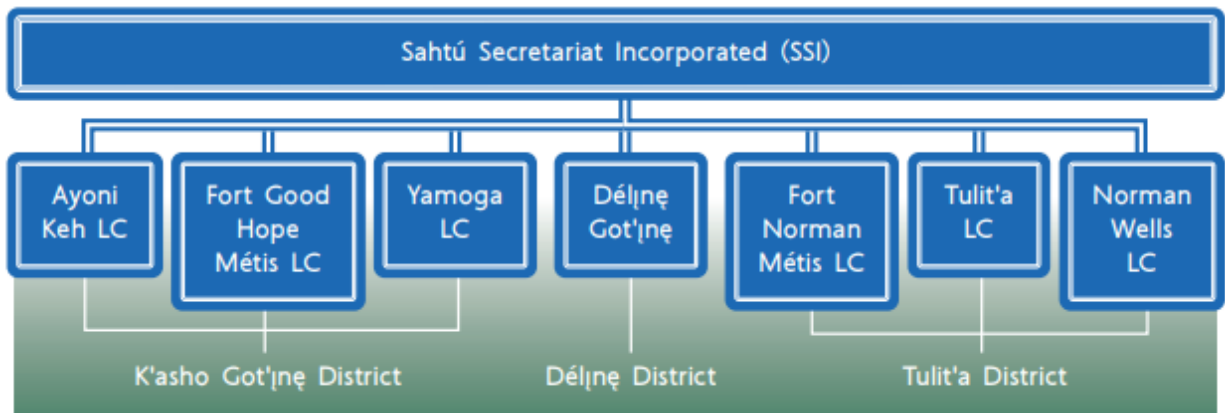 Sahtú Secretariat Incorporated (SSI)
Ayoni
Keh LC
Fort Good
Hope
Métis LC
Yamoga
LC
Délı̨nę
Got'ı̨nę
Fort
Norman
Métis LC
Tulit'a
LC
Norman
Wells
LC
K'asho Got'ı̨nę District
Délı̨nę District
Tulit'a District